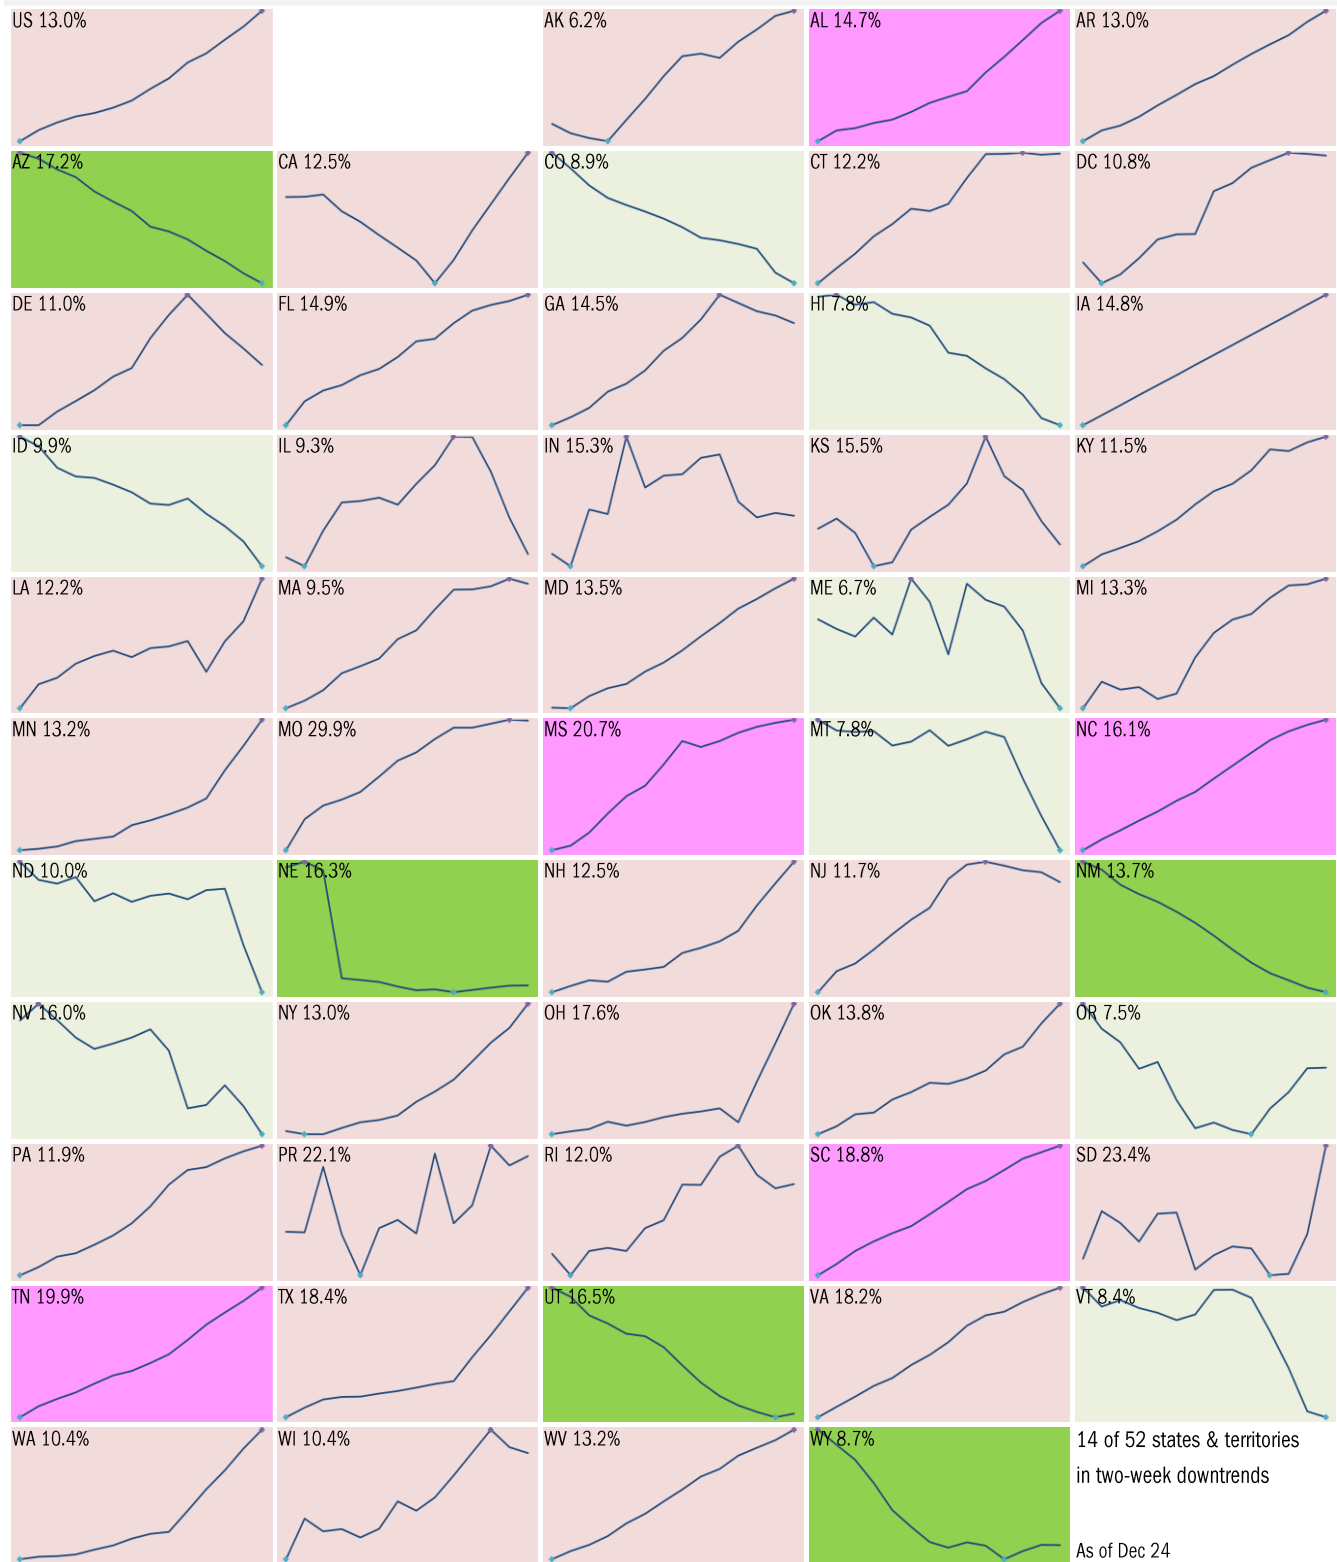 US 13.0%
AK 6.2%
AL 14.7%
AR 13.0%
AZ 17.2%
CA 12.5%
CO 8.9%
CT 12.2%
DC 10.8%
DE 11.0%
FL 14.9%
GA 14.5%
HI 7.8%
IA 14.8%
ID 9.9%
IL 9.3%
IN 15.3%
KS 15.5%
KY 11.5%
LA 12.2%
MA 9.5%
MD 13.5%
ME 6.7%
MI 13.3%
MN 13.2%
MO 29.9%
MS 20.7%
MT 7.8%
NC 16.1%
ND 10.0%
NE 16.3%
NH 12.5%
NJ 11.7%
NM 13.7%
NV 16.0%
NY 13.0%
OH 17.6%
OK 13.8%
OR 7.5%
PA 11.9%
PR 22.1%
RI 12.0%
SC 18.8%
SD 23.4%
TN 19.9%
TX 18.4%
UT 16.5%
VA 18.2%
VT 8.4%
WA 10.4%
WI 10.4%
WV 13.2%
WY 8.7%
14 of 52 states & territories
in two-week downtrends
As of Dec 24